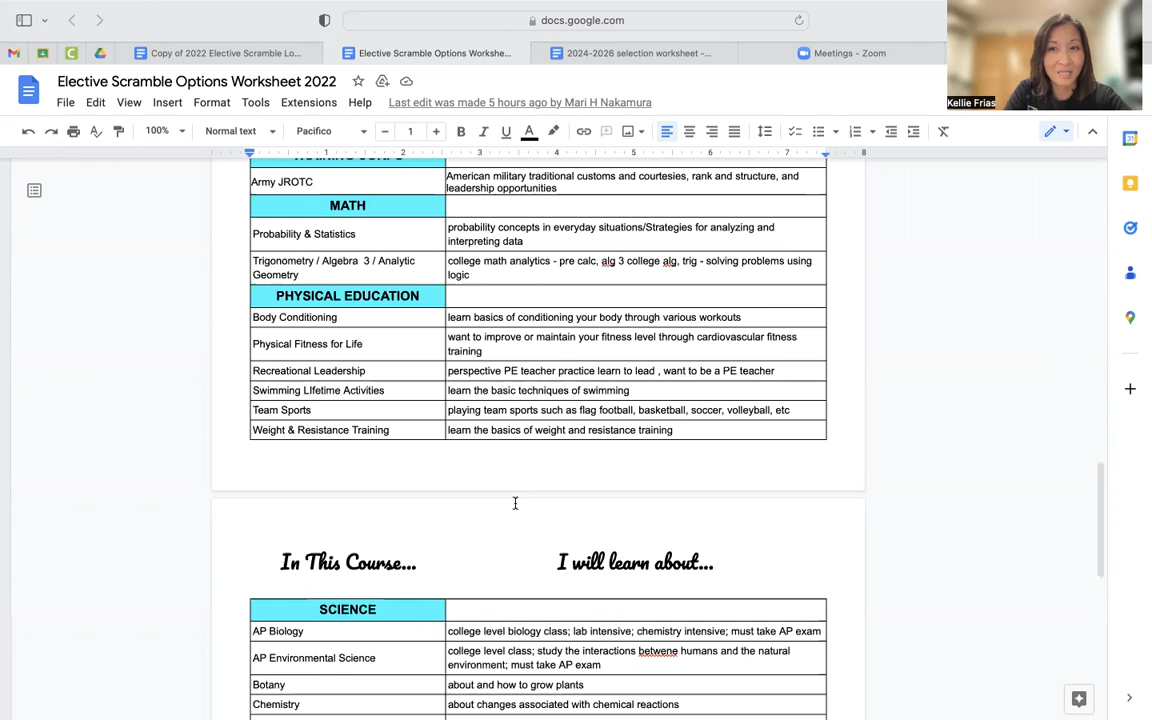 docs.google.com
Copy of 2022 Elective Scramble Lo...
Elective Scramble Options Workshe...
2024-2026 selection worksheet -...
Meetings - Zoom
Kellie Frias
Elective Scramble Options Worksheet 2022
File Edit View Insert Format Tools Extensions Help Last edit was made 5 hours ago by Mari H Nakamura
100% Normal text Pacifico - 1 + B I U A
1 2 3 4 5 6 7 8
Army JROTC
American military traditional customs and courtesies, rank and structure, and
leadership opportunities
MATH
Probability & Statistics
probability concepts in everyday situations/Strategies for analyzing and
interpreting data
Trigonometry / Algebra 3 / Analytic
Geometry
college math analytics - pre calc, alg 3 college alg, trig - solving problems using
logic
PHYSICAL EDUCATION
Body Conditioning
learn basics of conditioning your body through various workouts
Physical Fitness for Life
want to improve or maintain your fitness level through cardiovascular fitness
training
Recreational Leadership
perspective PE teacher practice learn to lead , want to be a PE teacher
Swimming LIfetime Activities
learn the basic techniques of swimming
Team Sports
playing team sports such as flag football, basketball, soccer, volleyball, etc
Weight & Resistance Training
learn the basics of weight and resistance training
In This Course... I will learn about...
SCIENCE
AP Biology
college level biology class; lab intensive; chemistry intensive; must take AP exam
AP Environmental Science
college level class; study the interactions betwene humans and the natural
environment; must take AP exam
Botany
about and how to grow plants
Chemistry
about changes associated with chemical reactions